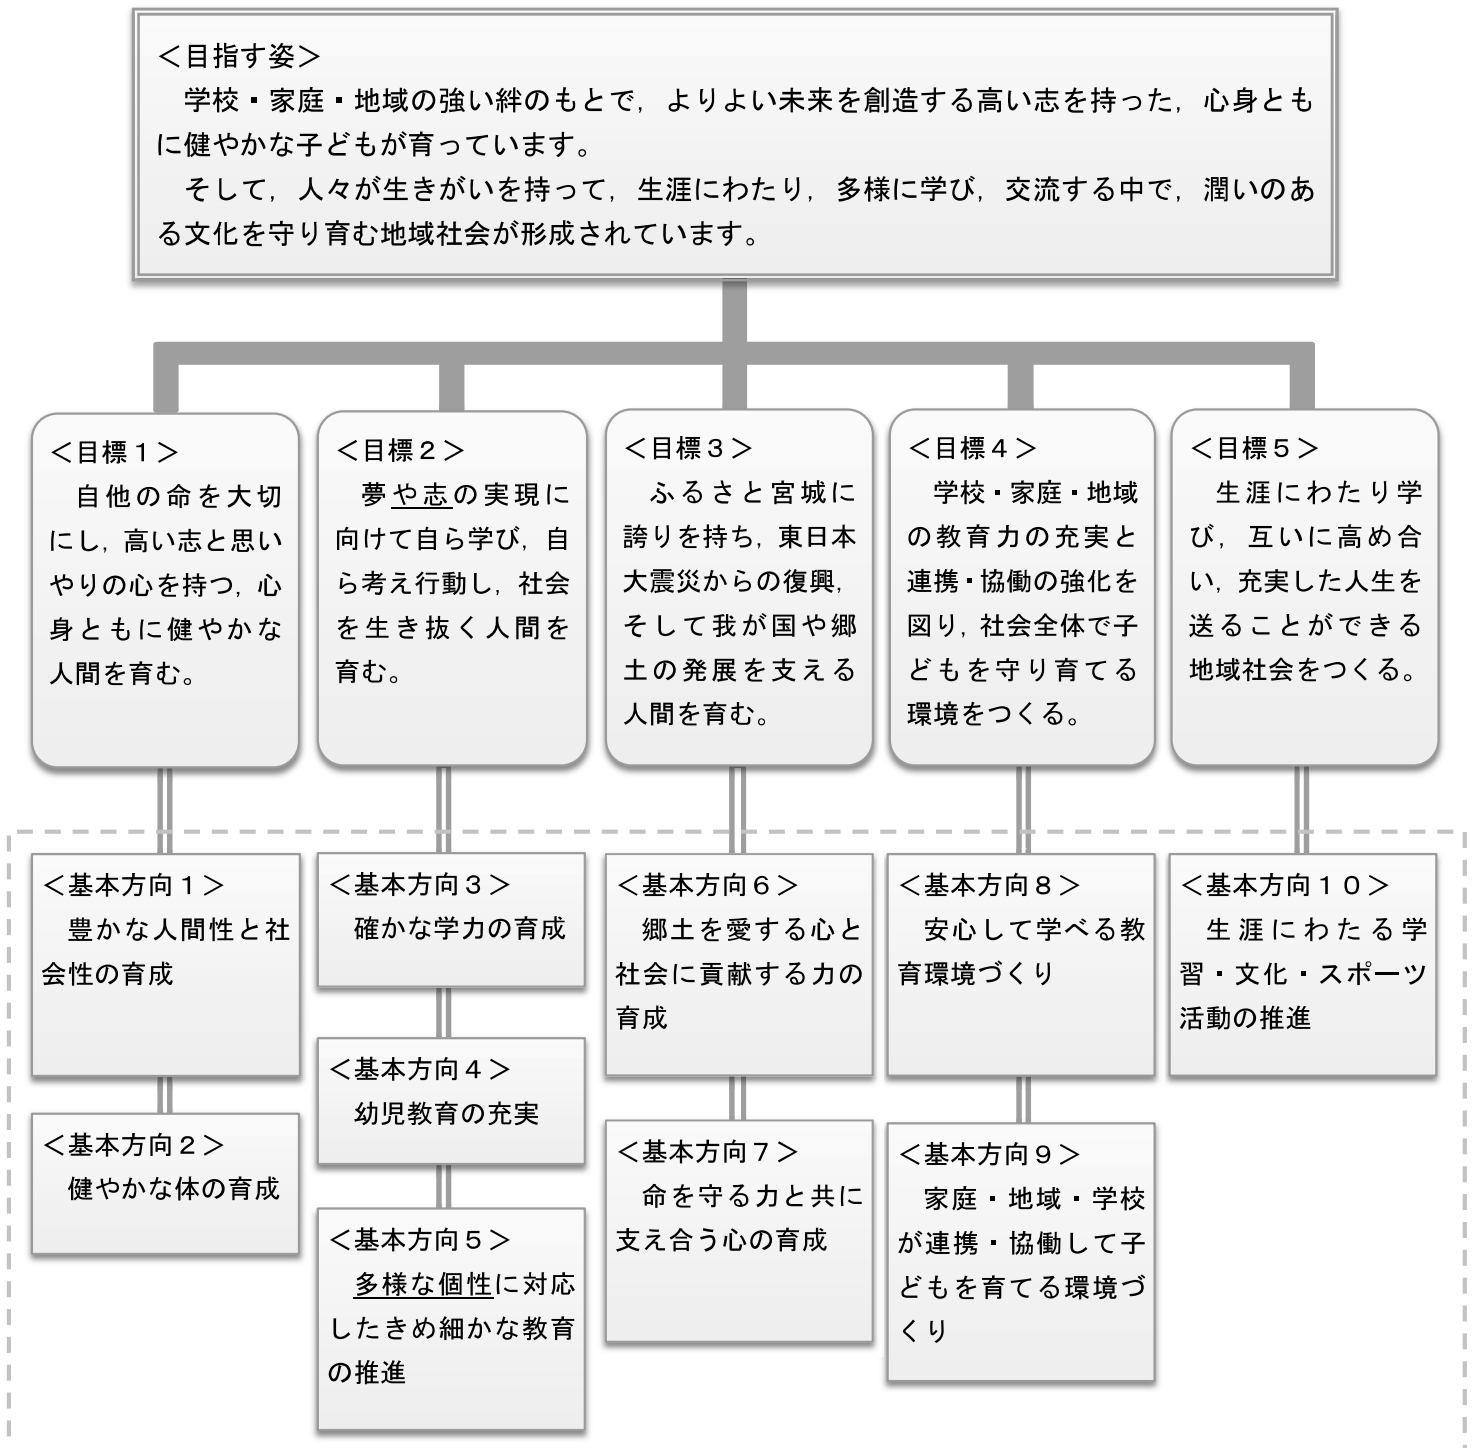 ＜目指す姿＞
　学校・家庭・地域の強い絆のもとで，よりよい未来を創造する高い志を持った，心身とも
に健やかな子どもが育っています。
　そして，人々が生きがいを持って，生涯にわたり，多様に学び，交流する中で，潤いのあ
る文化を守り育む地域社会が形成されています。
＜目標１＞
　自他の命を大切
にし，高い志と思い
やりの心を持つ，心
身ともに健やかな
人間を育む。
＜目標２＞
　夢や志の実現に
向けて自ら学び，自
ら考え行動し，社会
を生き抜く人間を
育む。
＜目標３＞
　ふるさと宮城に
誇りを持ち，東日本
大震災からの復興，
そして我が国や郷
土の発展を支える
人間を育む。
＜目標４＞
　学校・家庭・地域
の教育力の充実と
連携・協働の強化を
図り，社会全体で子
どもを守り育てる
環境をつくる。
＜目標５＞
　生涯にわたり学
び，互いに高め合
い，充実した人生を
送ることができる
地域社会をつくる。
＜基本方向１＞
　豊かな人間性と社
会性の育成
＜基本方向２＞
　健やかな体の育成
＜基本方向３＞
　確かな学力の育成
＜基本方向４＞
　幼児教育の充実
＜基本方向５＞
　多様な個性に対応
したきめ細かな教育
の推進
＜基本方向６＞
　郷土を愛する心と
社会に貢献する力の
育成
＜基本方向７＞
　命を守る力と共に
支え合う心の育成
＜基本方向８＞
　安心して学べる教
育環境づくり
＜基本方向９＞
　家庭・地域・学校
が連携・協働して子
どもを育てる環境づ
くり
＜基本方向１０＞
　生涯にわたる学
習・文化・スポーツ
活動の推進